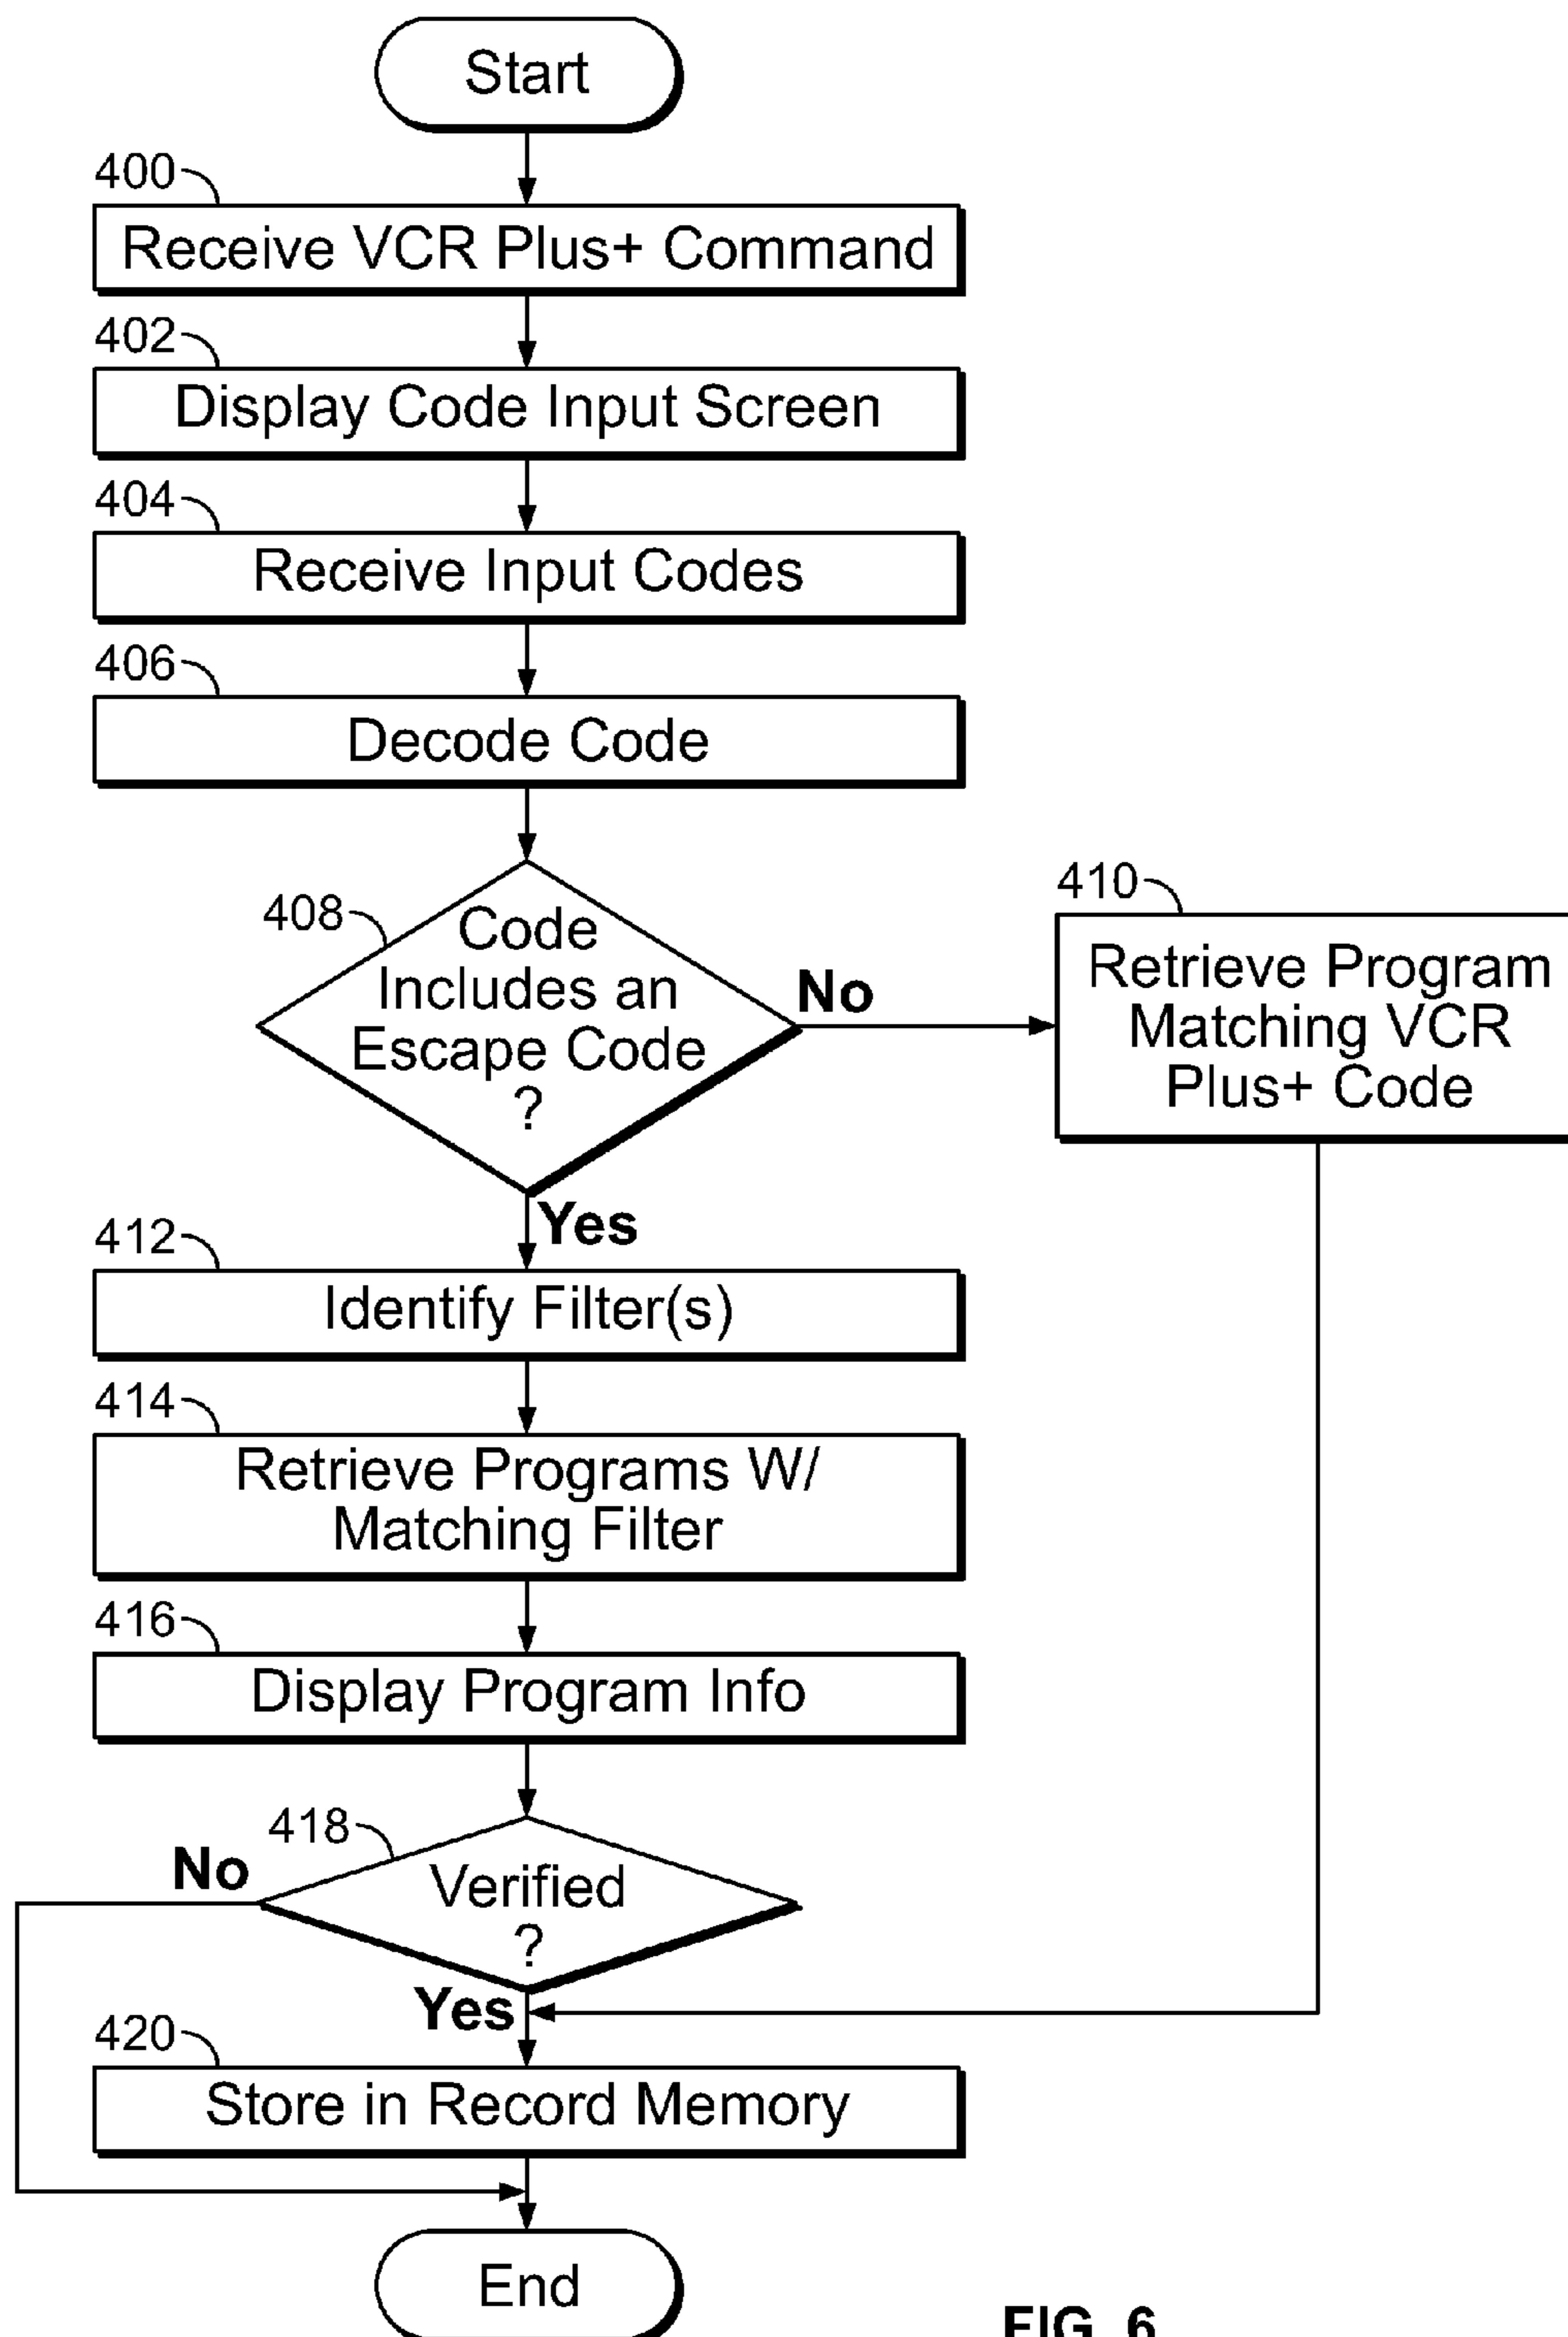 Start
400
Receive VCR Plus+ Command
402
Display Code Input Screen
404
Receive Input Codes
406
Decode Code
408
Code
Includes an
Escape Code
?
No
410
Retrieve Program
Matching VCR
Plus+ Code
Yes
412
Identify Filter(s)
414
Retrieve Programs W/
Matching Filter
416
Display Program Info
418
No
Verified
?
Yes
420
Store in Record Memory
End
FIG. 6